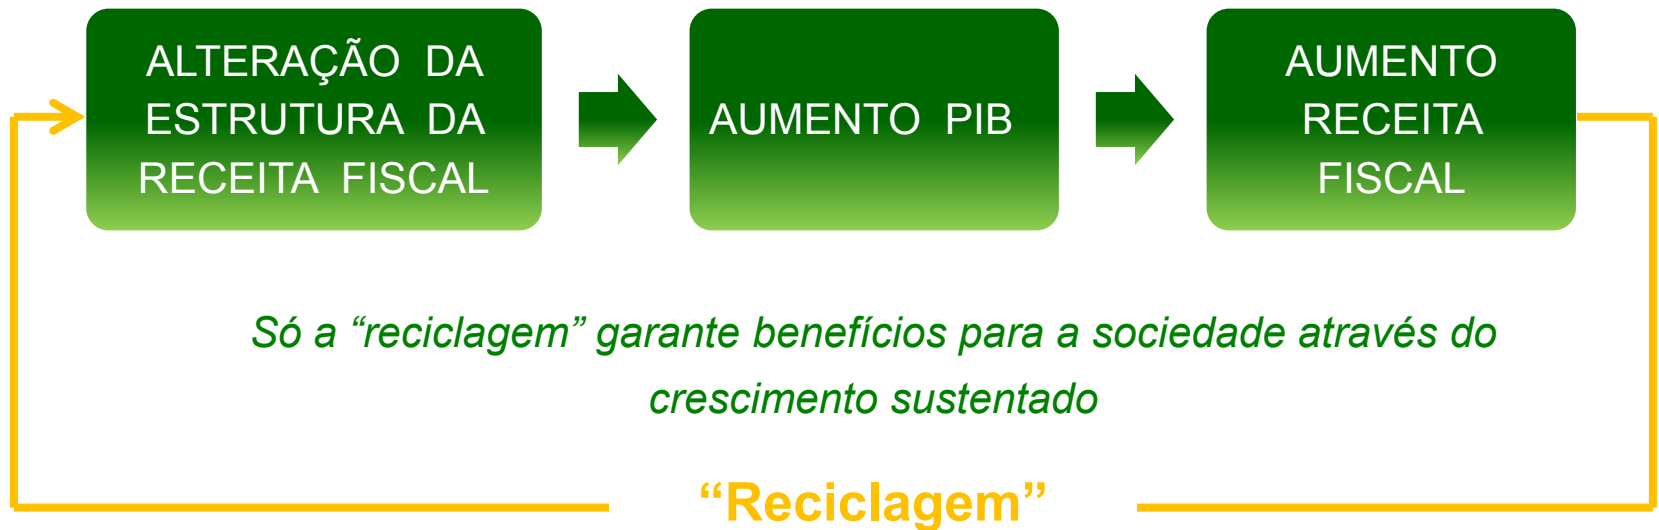 ALTERAÇÃO DA
ESTRUTURA DA
RECEITA FISCAL
AUMENTO PIB
AUMENTO
RECEITA
FISCAL
Só a “reciclagem” garante benefícios para a sociedade através do
crescimento sustentado
“Reciclagem”